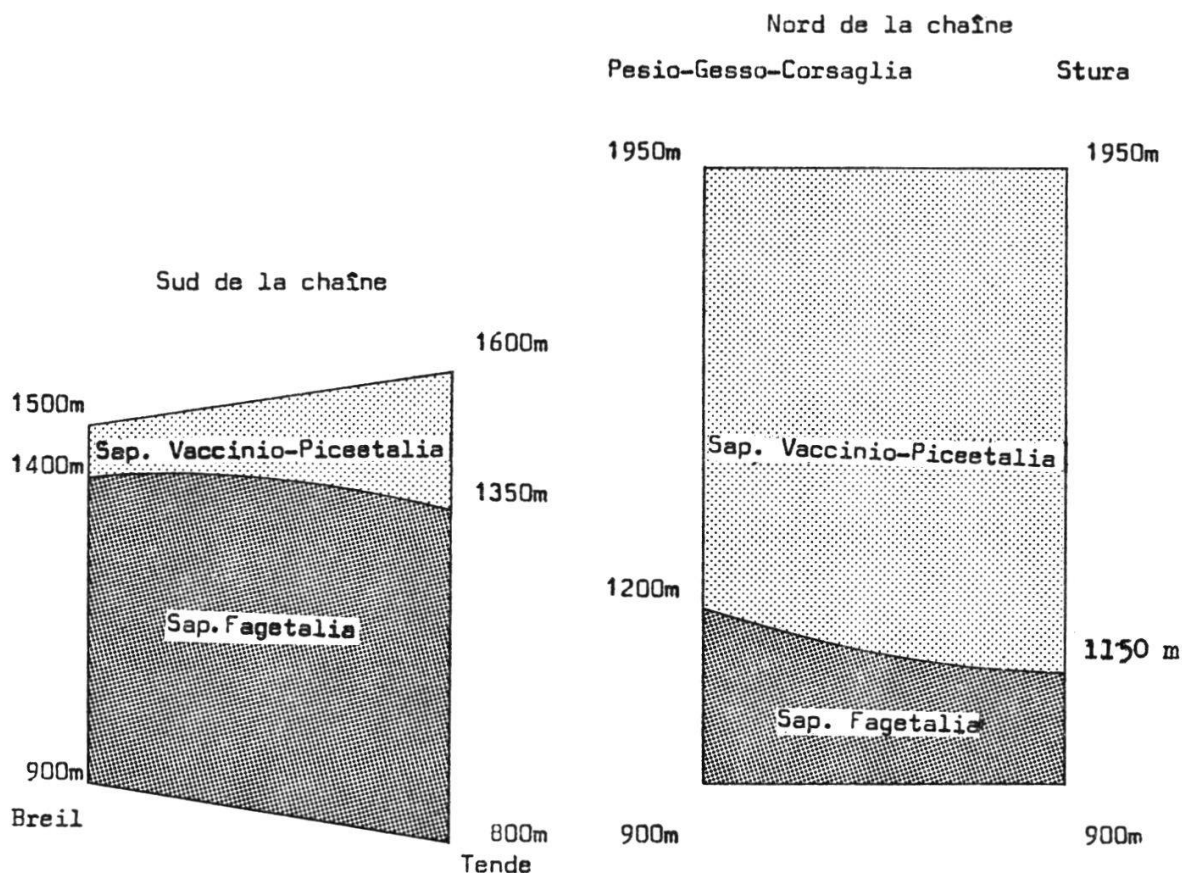 Nord de la chaîne
Pesio-Gesso-Corsaglia Stura
1950m 1950m
Sud de la chaîne
1600m
1500m
Sap. Vaccinio-Piceetalia
1400m
1350m
Sap. Fagetalia
900m
Breil
800m
Tende
Sap. Vaccinio-Piceetalia
1200m
1150 m
Sap. Fagetalia
900m 900m